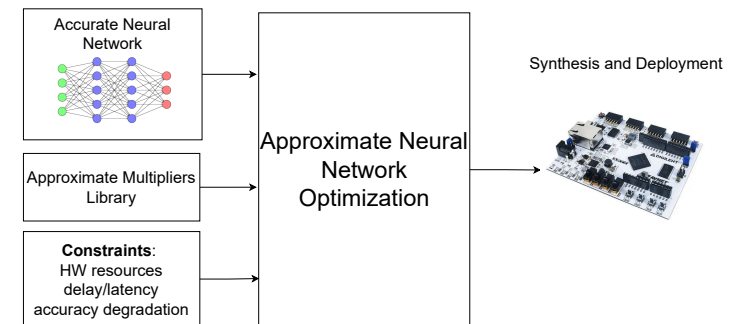 Accurate Neural
Network
Approximate Multipliers
Library
Constraints:
HW resources
delay/latency
accuracy degradation
Approximate Neural
Network
Optimization
Synthesis and Deployment
DIGILENT